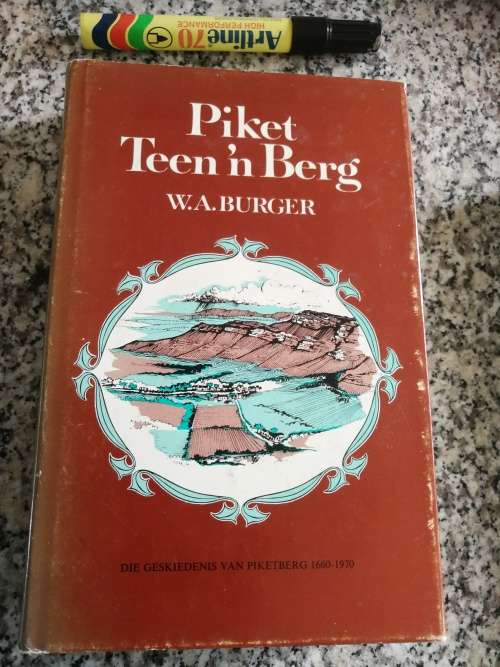 Artline 70
HIGH PERFORMANCE
Piket
Teen 'n Berg
W.A. BURGER
DIE GESKIEDENIS VAN PIKETBERG 1660-1970